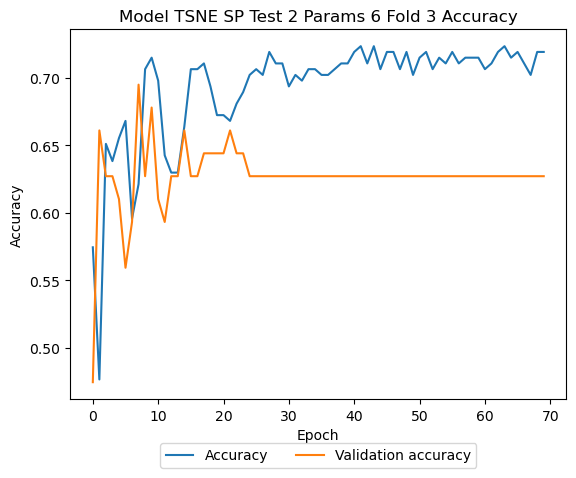 Model TSNE SP Test 2 Params 6 Fold 3 Accuracy
Accuracy
0.70
0.65
0.60
0.55
0.50
0 10 20 30 40 50 60 70
Epoch
Accuracy Validation accuracy